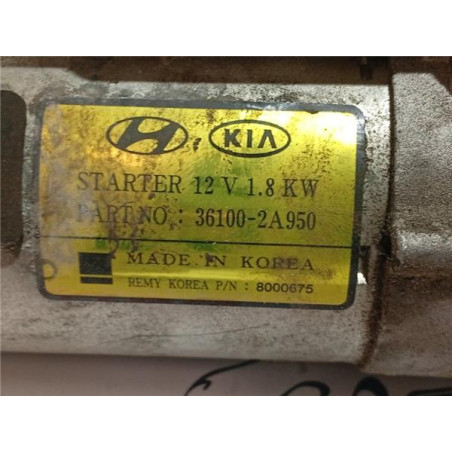 KIA
STARTER 12 V 1.8 KW
PART NO. : 36100-2A950
MADE IN KOREA
REMY KOREA P/N : 8000675